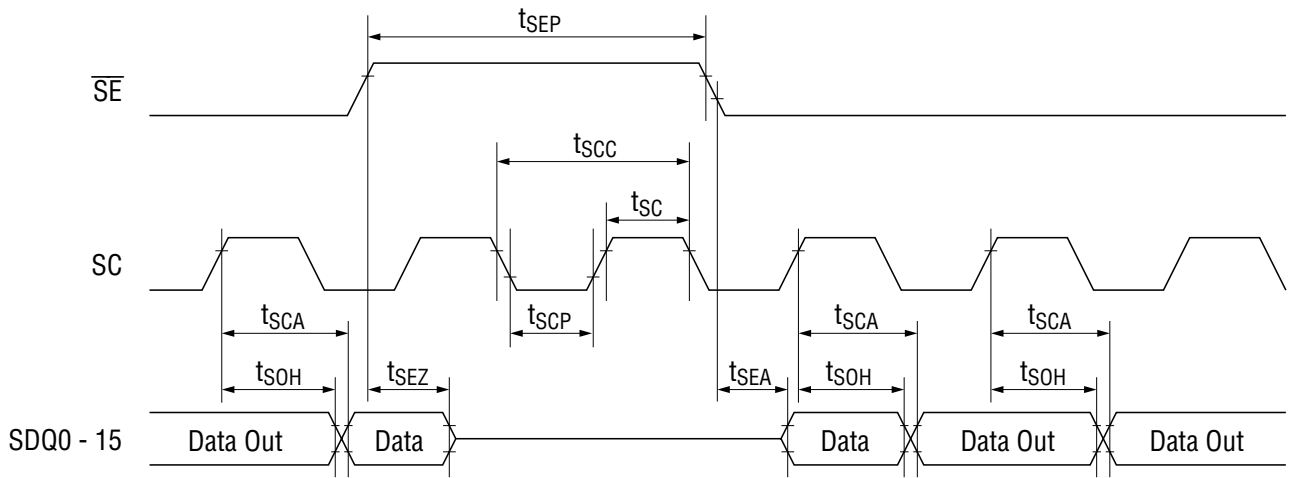 tSEP
SE
tSCC
tSC
SC
tSCA
tSCP
tSCA
tSCA
tSOH
tSEZ
tSEA
tSOH
tSOH
SDQ0 - 15
Data Out
Data
Data
Data Out
Data Out